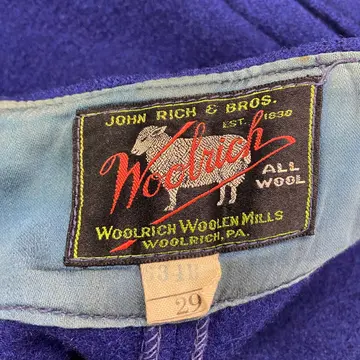 JOHN RICH & BROS.
EST. 1830
Woolrich
ALL
WOOL
WOOLRICH WOOLEN MILLS
WOOLRICH, PA.
29